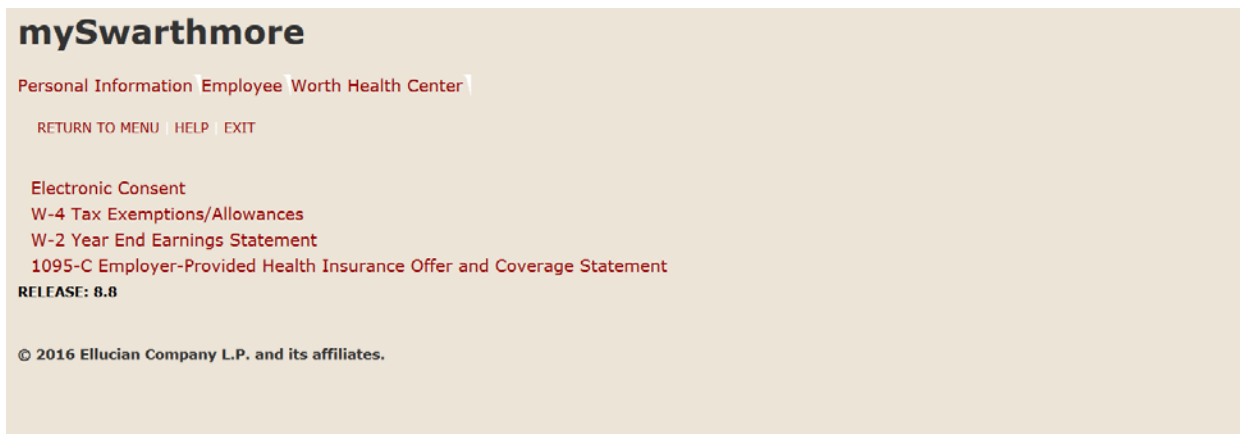 mySwarthmore
Personal Information Employee Worth Health Center
RETURN TO MENU | HELP | EXIT
Electronic Consent
W-4 Tax Exemptions/Allowances
W-2 Year End Earnings Statement
1095-C Employer-Provided Health Insurance Offer and Coverage Statement
RELEASE: 8.8
© 2016 Ellucian Company L.P. and its affiliates.